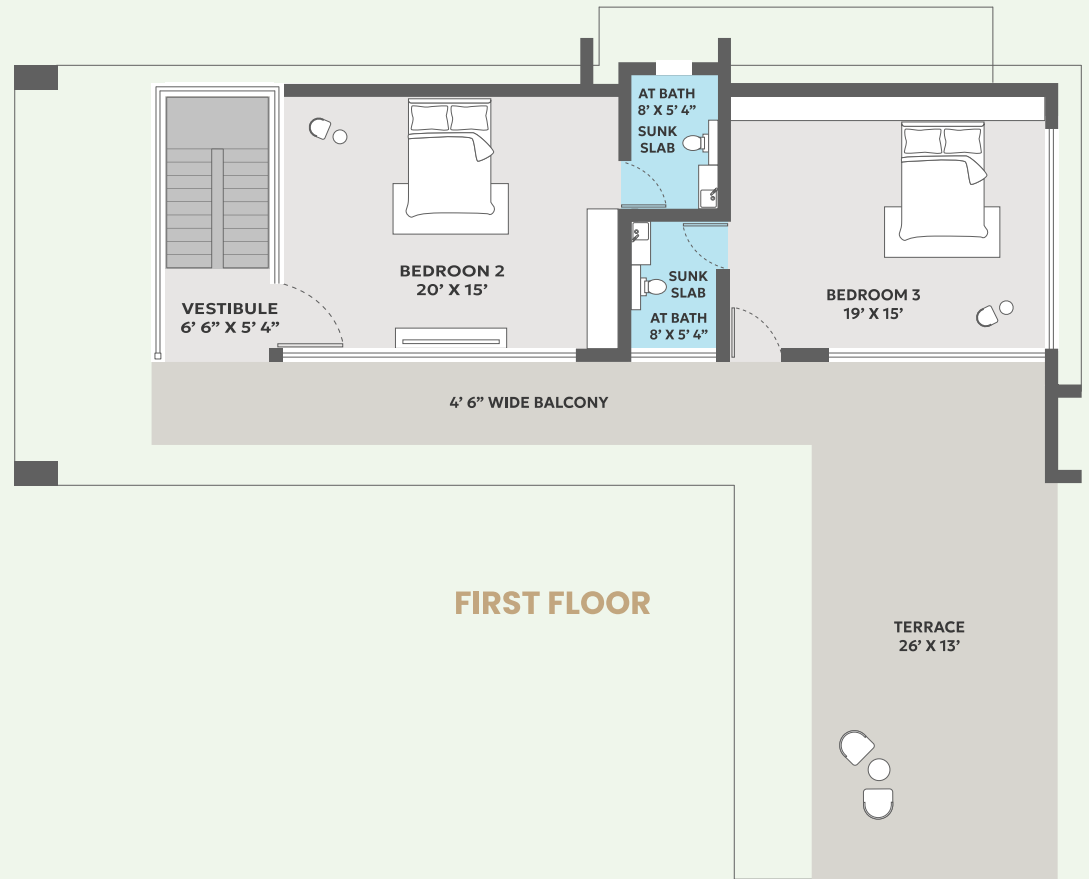 AT BATH
8’ X 5’ 4”
SUNK
SLAB
BEDROON 2
20’ X 15’
VESTIBULE
6’ 6” X 5’ 4”
SUNK
SLAB
AT BATH
8’ X 5’ 4”
BEDROOM 3
19’ X 15’
4’ 6” WIDE BALCONY
FIRST FLOOR
TERRACE
26’ X 13’